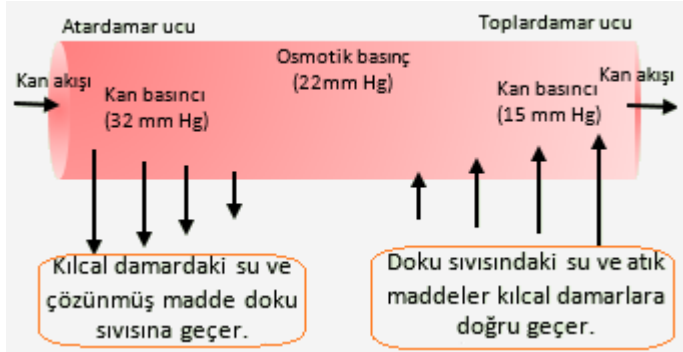 Atardamar ucu
Toplardamar ucu
Kan akışı
Kan basıncı
(32 mm Hg)
Osmotik basınç
(22mm Hg)
Kan basıncı
(15 mm Hg)
Kan akışı
Kılcal damardaki su ve
çözünmüş madde doku
sıvısına geçer.
Doku sıvısındaki su ve atık
maddeler kılcal damarlara
doğru geçer.